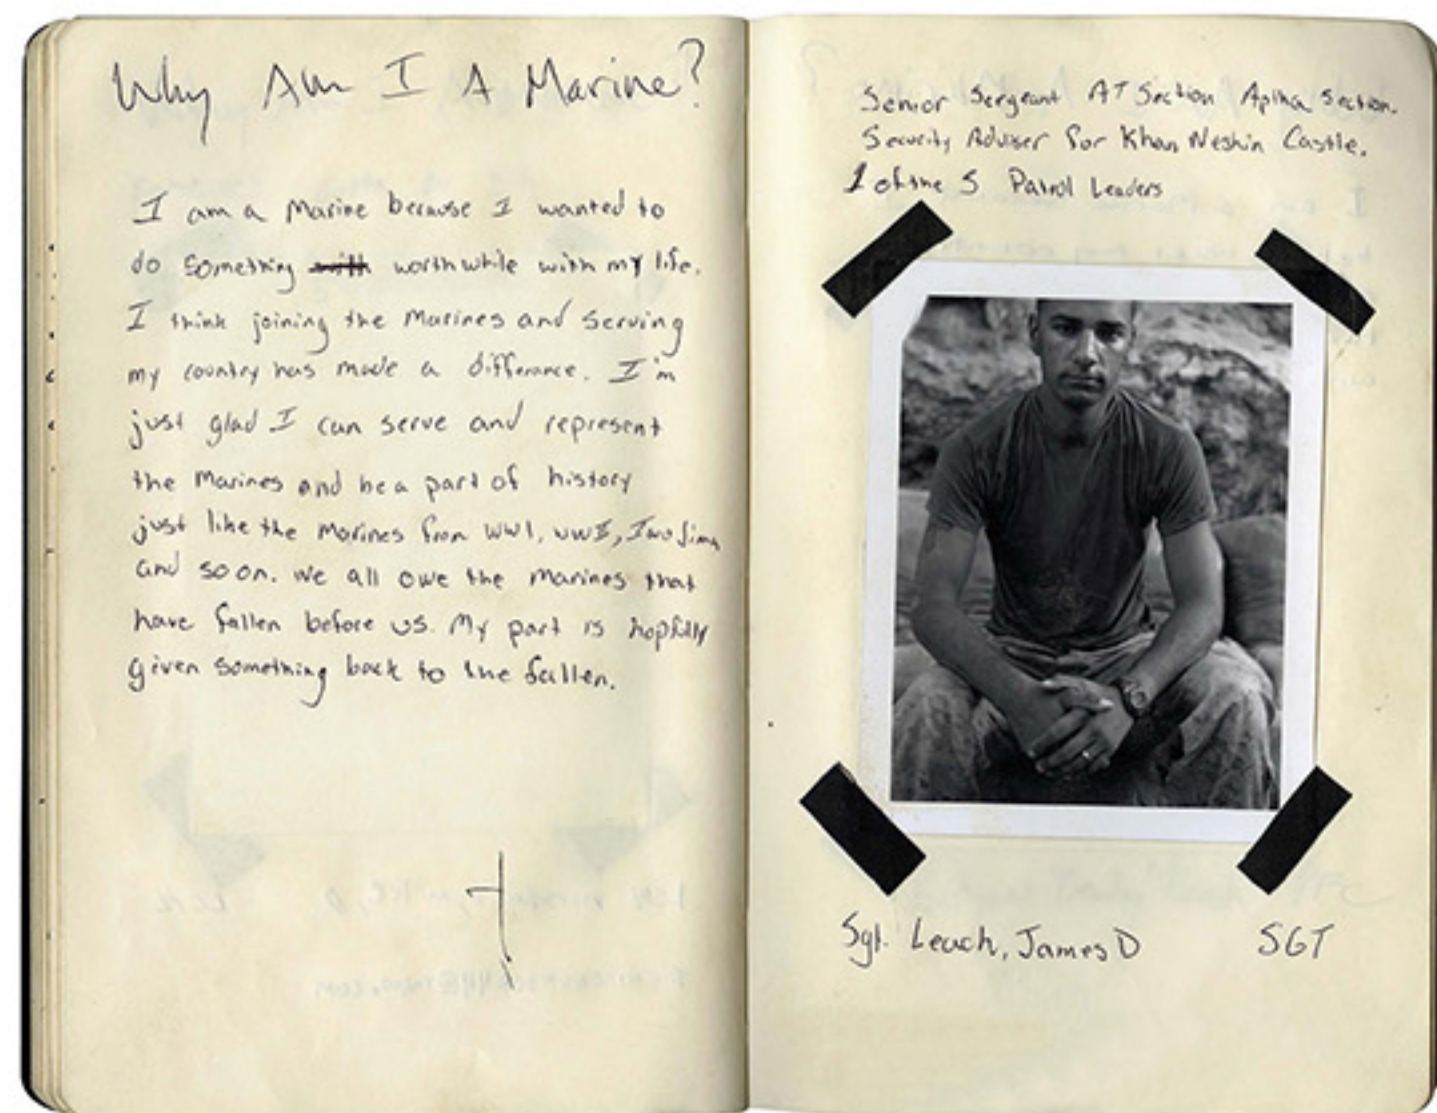 Why Am I A Marine?
I am a Marine because I wanted to
do something with worthwhile with my life.
I think joining the Marines and serving
my country has made a difference. I'm
just glad I can serve and represent
the Marines and be a part of history
just like the Marines from WW1, WWII, Iwo Jima
and so on. We all owe the Marines that
have fallen before us. My part is hopfully
given something back to the fallen.
Senior Sergeant AT Section Aplha Section.
Security Adviser for Khan Neshin Castle.
1 of the 5 Patrol Leaders
Sgt. Leach, James D SGT